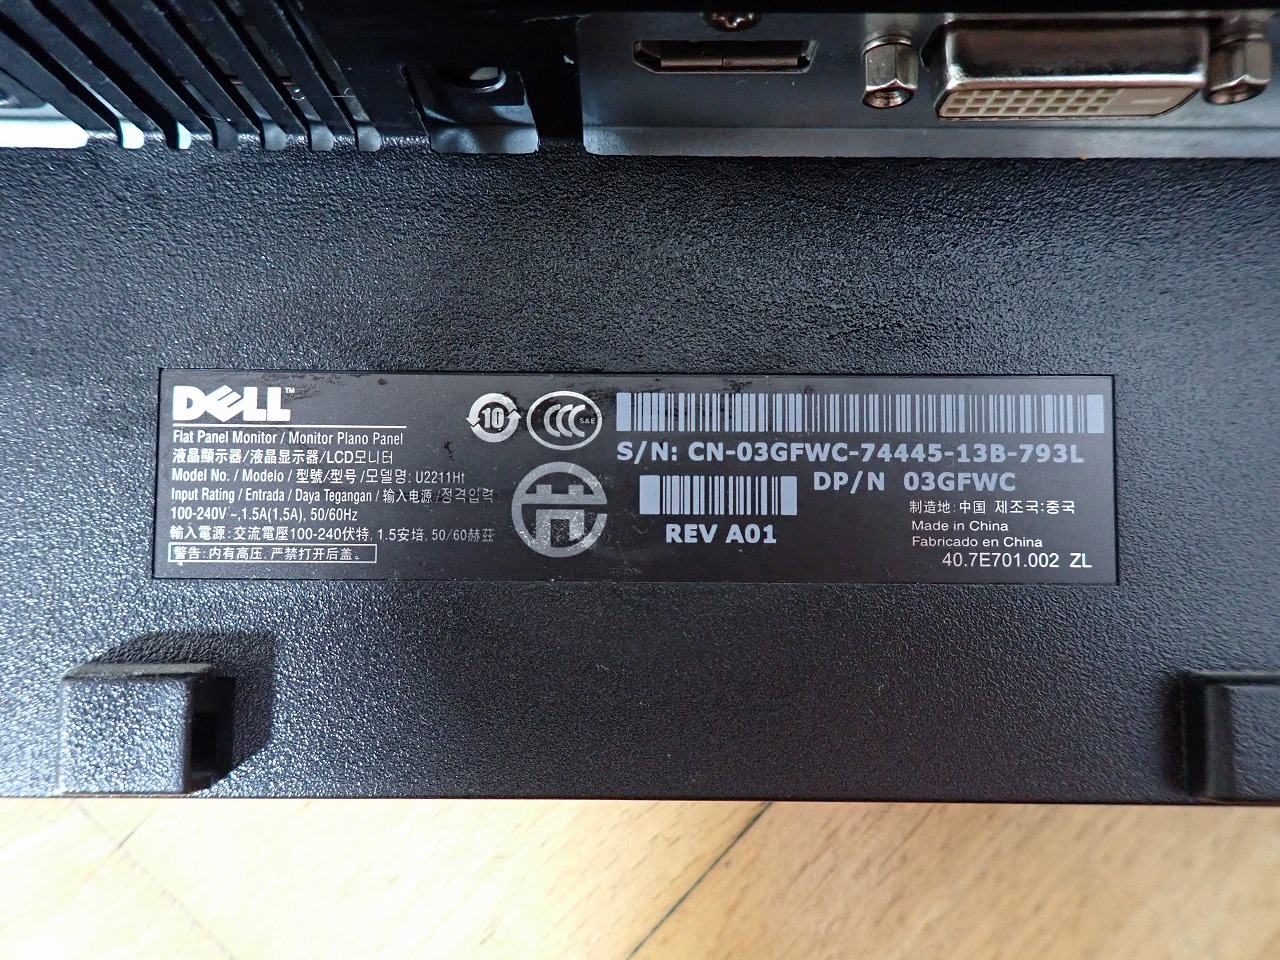 DELL™
Flat Panel Monitor / Monitor Plano Panel
液晶顯示器/液晶显示器/LCD모니터
Model No. / Modelo / 型號/型号 /모델명: U2211Ht
Input Rating / Entrada / Daya Tegangan / 输入电源 /정격입력
100-240V ~,1.5A(1.5A), 50/60Hz
輸入電源: 交流電壓100-240伏特, 1.5安培, 50/60赫茲
警告: 内有高压, 严禁打开后盖。
10
CCC S&E
S/N: CN-03GFWC-74445-13B-793L
DP/N 03GFWC
REV A01
制造地: 中国 제조국:중국
Made in China
Fabricado en China
40.7E701.002 ZL